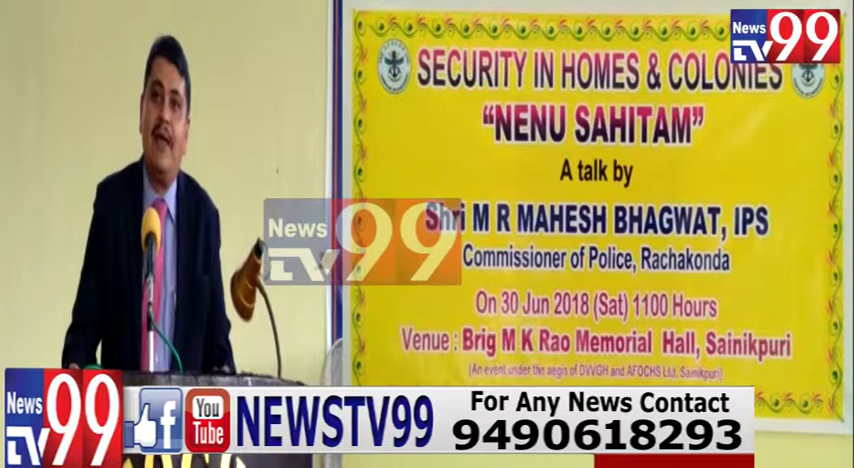 News
TV 99
SECURITY IN HOMES & COLONIES
"NENU SAHITAM"
A talk by
Shri M R MAHESH BHAGWAT, IPS
Commissioner of Police, Rachakonda
On 30 Jun 2018 (Sat) 1100 Hours
Venue : Brig M K Rao Memorial Hall, Sainikpuri
(An event under the aegis of DVVGH and AFOCHS Ltd, Sainikpuri)
News
TV 99
News
TV 99
f
You
Tube
NEWSTV99
For Any News Contact
9490618293